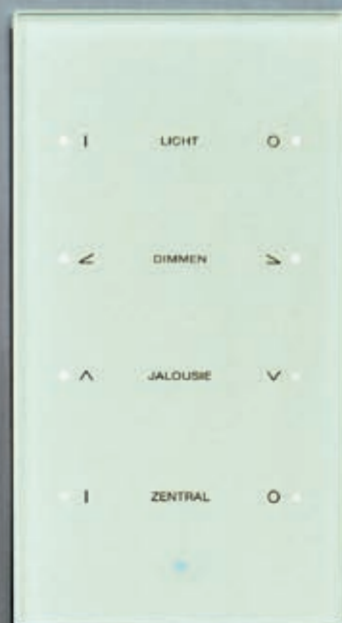 I LICHT O
< DIMMEN >
∧ JALOUSIE ∨
I ZENTRAL O